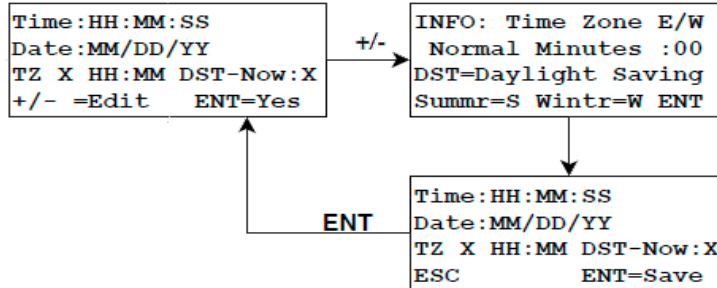 Time:HH:MM:SS
Date:MM/DD/YY
TZ X HH:MM DST-Now:X
+/- =Edit ENT=Yes
+/-
INFO: Time Zone E/W
Normal Minutes :00
DST=Daylight Saving
Summr=S Wintr=W ENT
Time:HH:MM:SS
Date:MM/DD/YY
TZ X HH:MM DST-Now:X
ESC ENT=Save
ENT